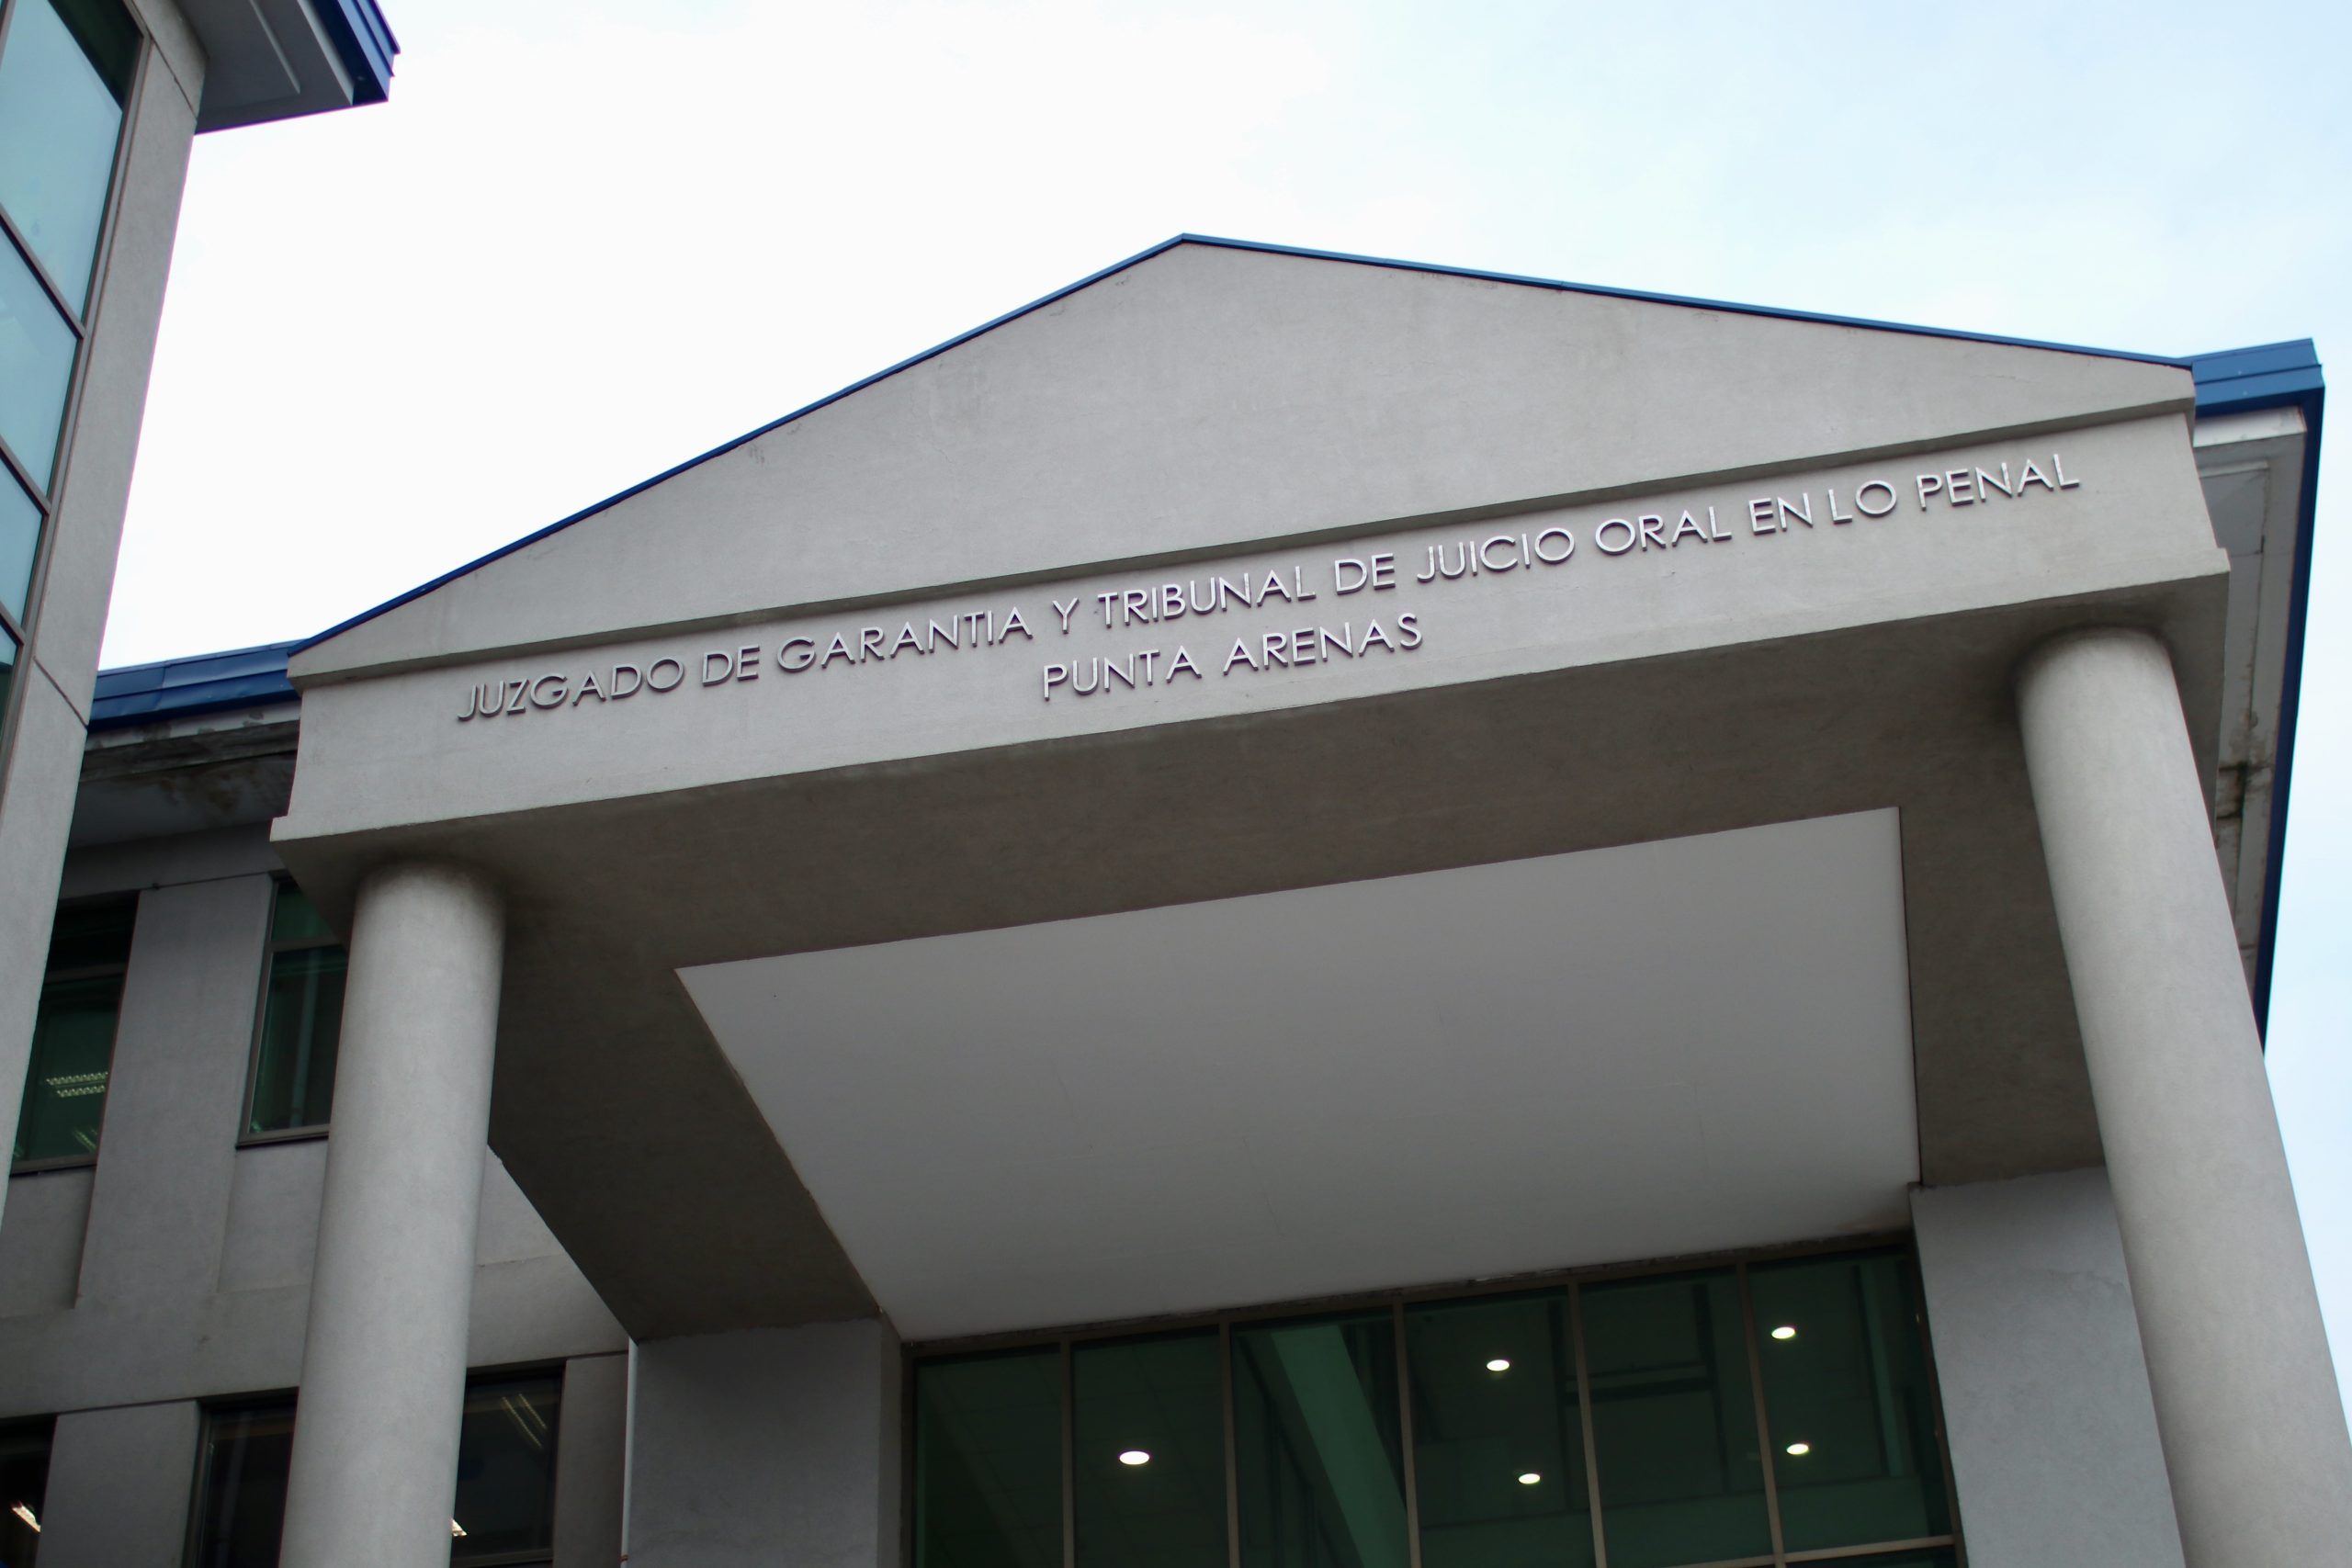 JUZGADO DE GARANTIA Y TRIBUNAL DE JUICIO ORAL EN LO PENAL
PUNTA ARENAS